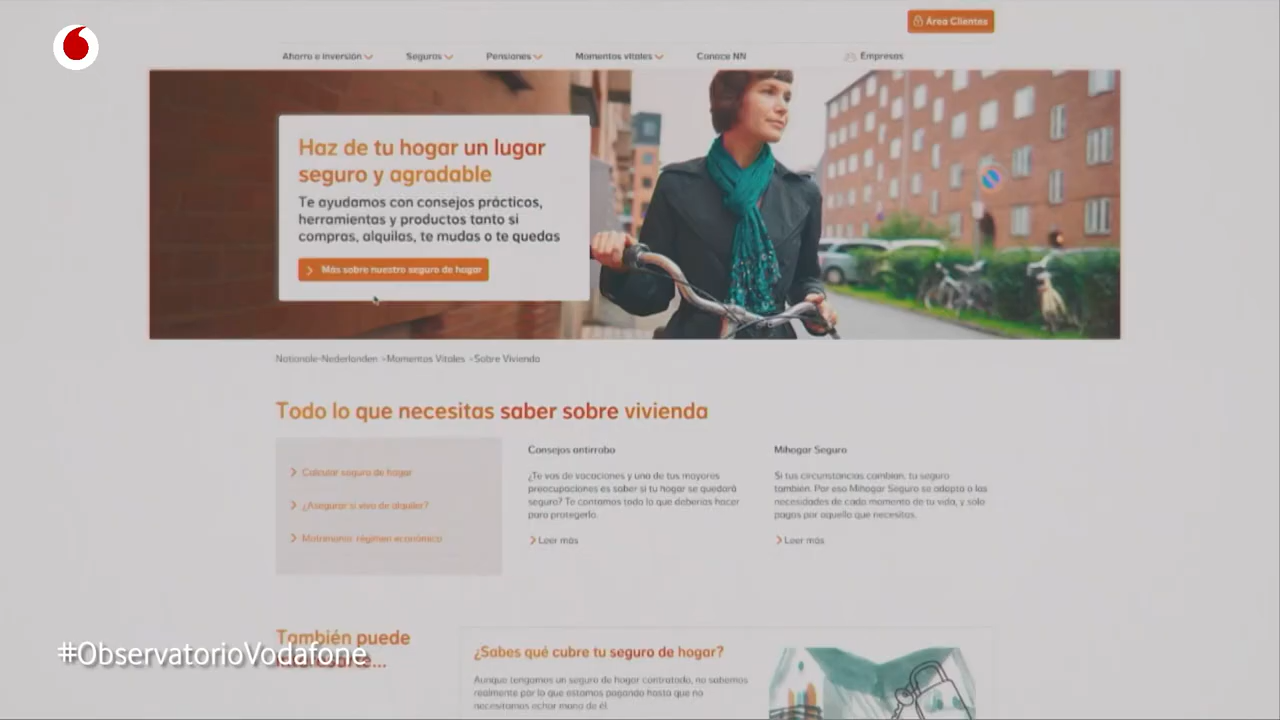 Área Clientes
Ahorro e inversión
Seguros
Pensiones
Momentos vitales
Conoce NN
Empresas
Haz de tu hogar un lugar
seguro y agradable
Te ayudamos con consejos prácticos,
herramientas y productos tanto si
compras, alquilas, te mudas o te quedas
Más sobre nuestro seguro de hogar
Nationale-Nederlanden >Momentos Vitales >Sobre Vivienda
Todo lo que necesitas saber sobre vivienda
Calcular seguro de hogar
¿Asegurar si vivo de alquiler?
Matrimonio: régimen económico
Consejos antirrobo
¿Te vas de vacaciones y una de tus mayores
preocupaciones es saber si tu hogar se quedará
seguro? Te contamos todo lo que deberías hacer
para protegerlo.
Leer más
Mihogar Seguro
Si tus circunstancias cambian, tu seguro
también. Por eso Mihogar Seguro se adapta a las
necesidades de cada momento de tu vida, y solo
pagas por aquello que necesitas.
Leer más
También puede
#ObservatorioVodafone
¿Sabes qué cubre tu seguro de hogar?
Aunque tengamos un seguro de hogar contratado, no sabemos
realmente por lo que estamos pagando hasta que no
necesitamos echar mano de él.